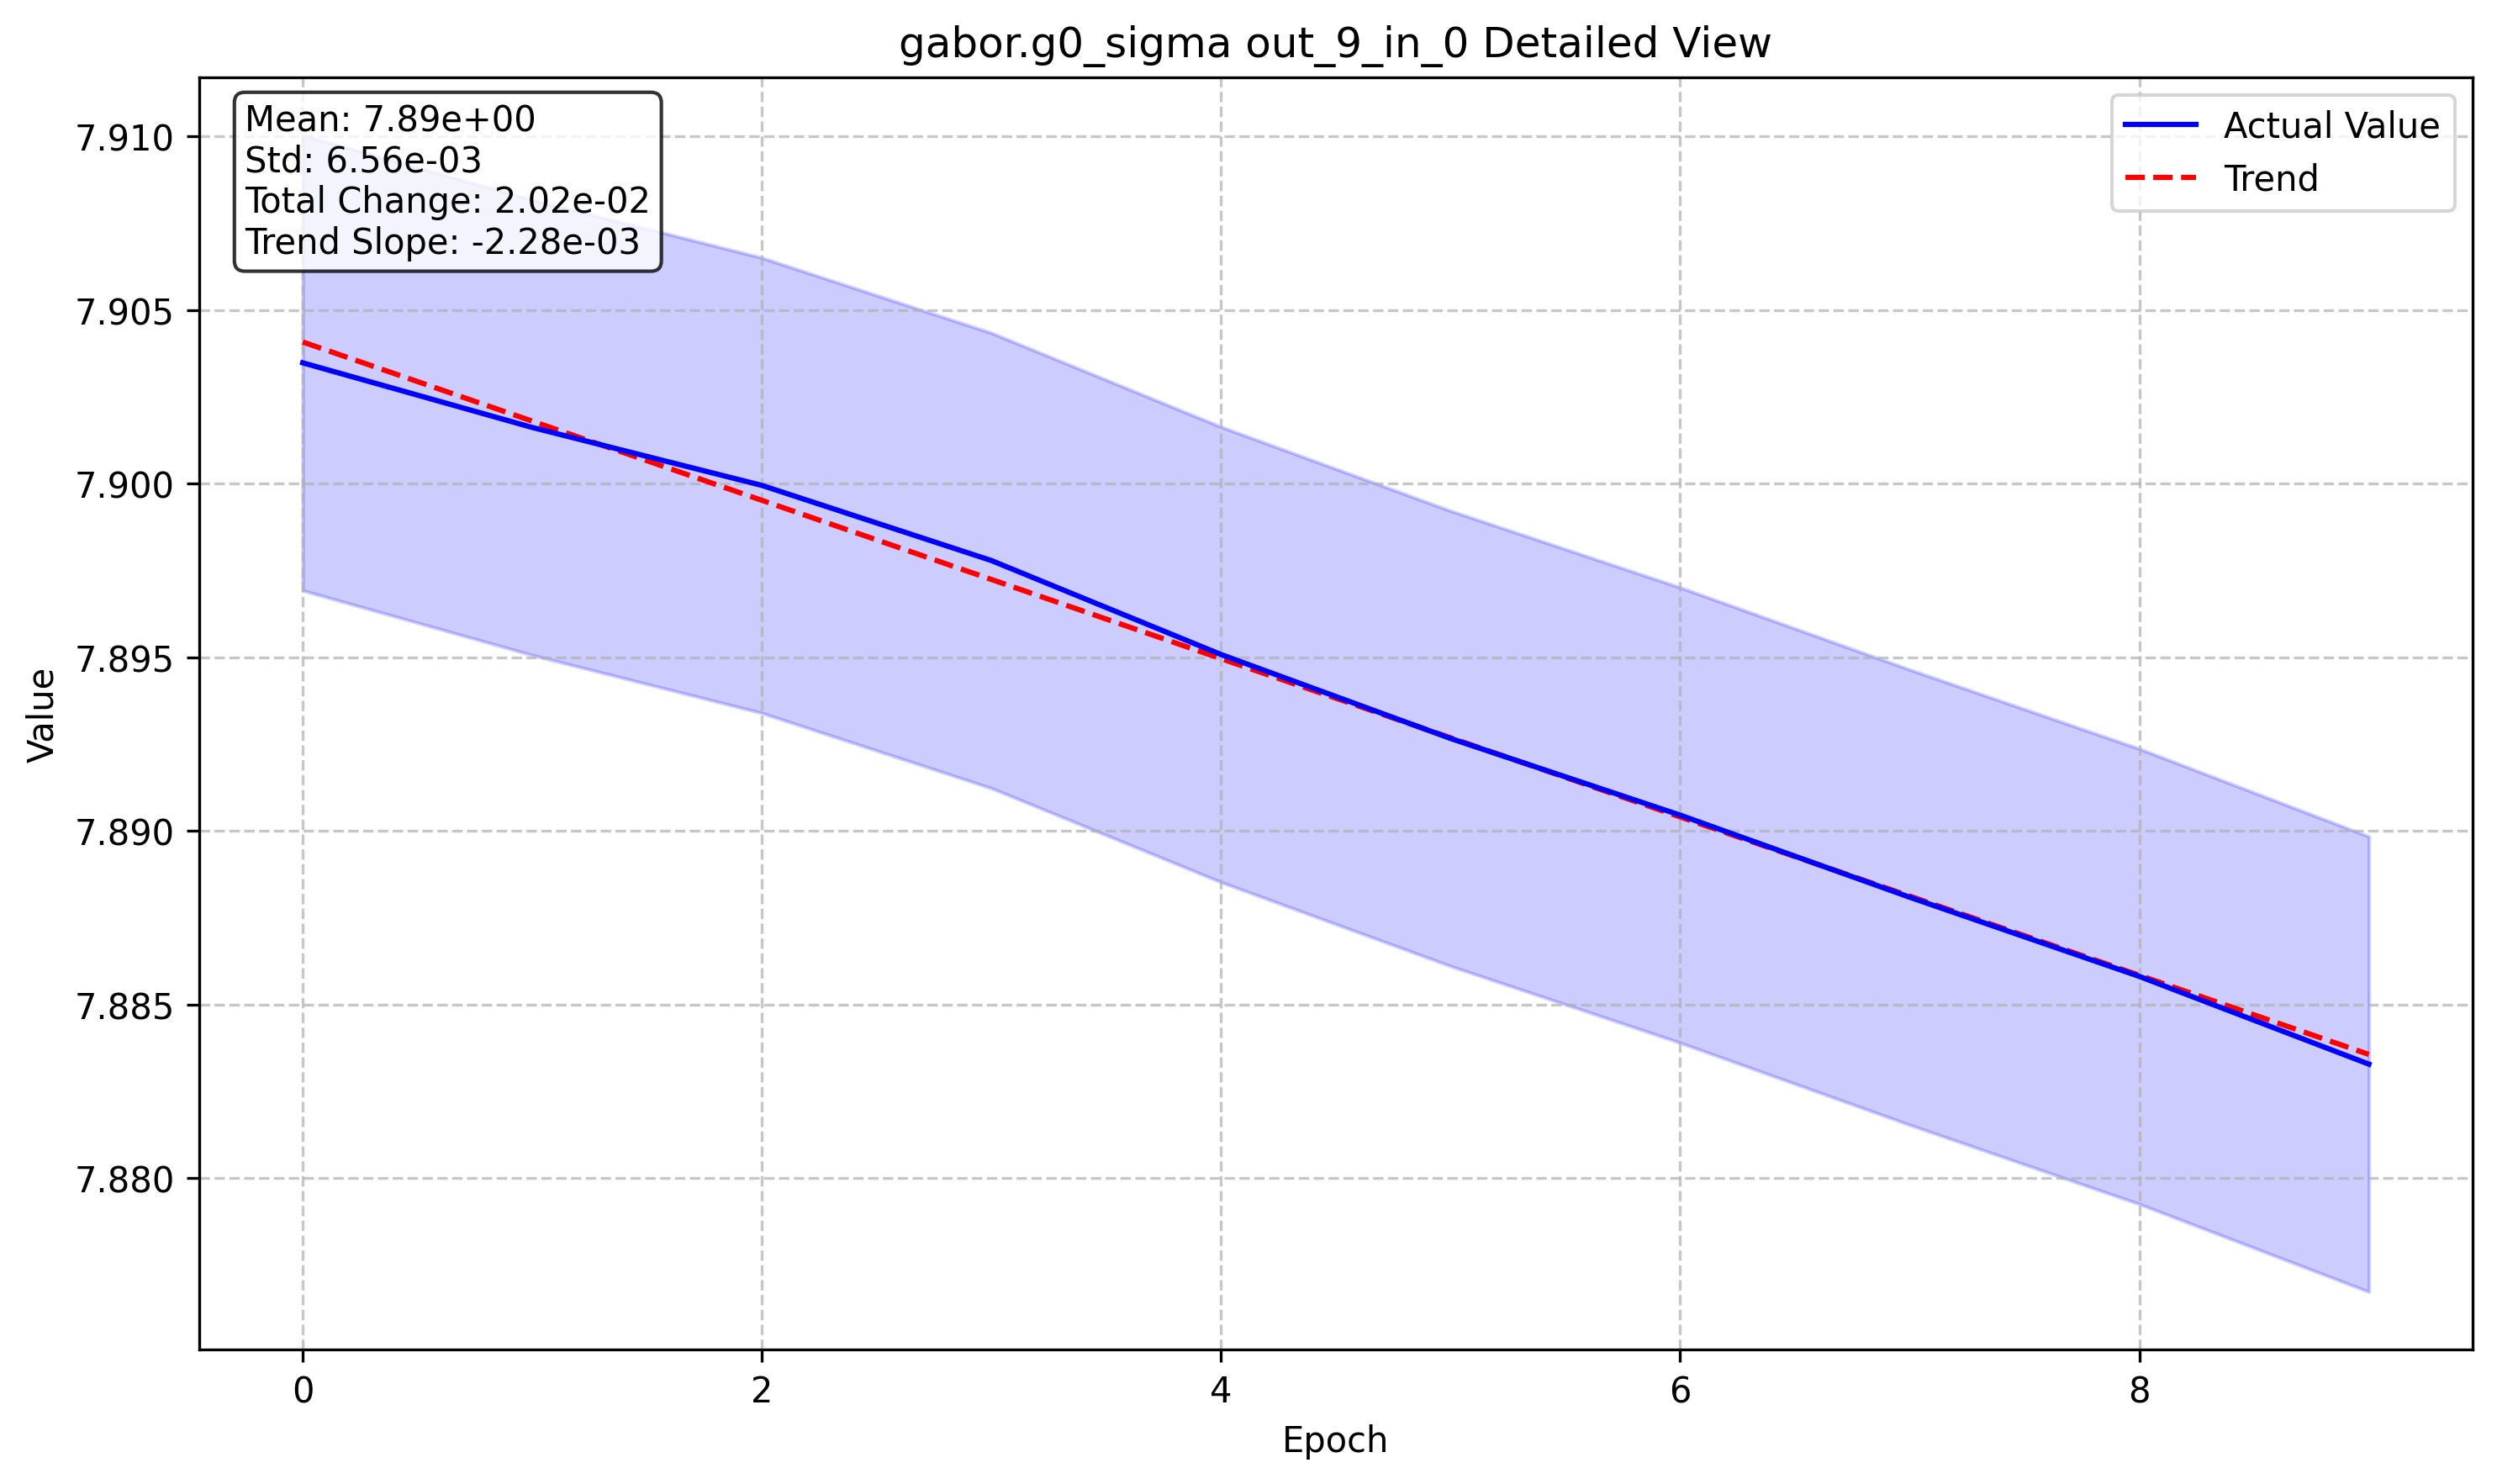 gabor.g0_sigma out_9_in_0 Detailed View
Mean: 7.89e+00
Std: 6.56e-03
Total Change: 2.02e-02
Trend Slope: -2.28e-03
Actual Value
Trend
7.910
7.905
7.900
7.895
7.890
7.885
7.880
Value
0 2 4 6 8
Epoch